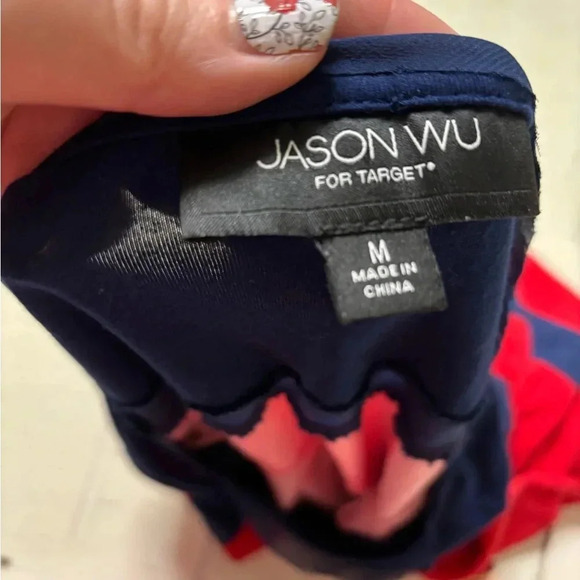 JASON WU
FOR TARGET®
M
MADE IN
CHINA